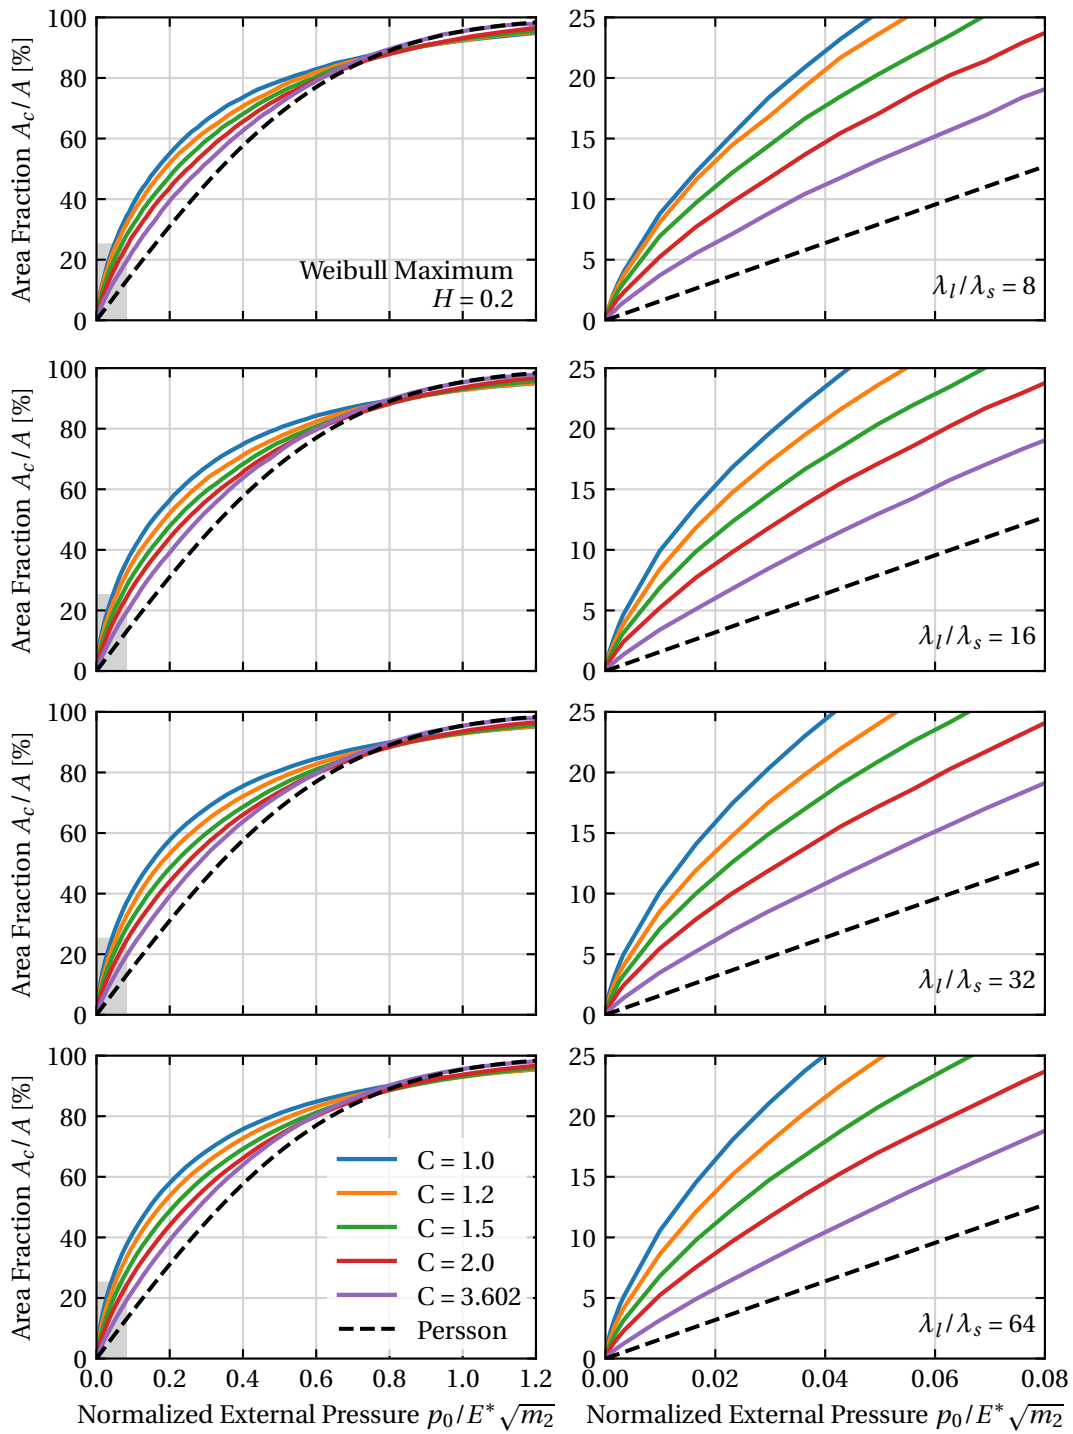 100
80
60
40
20
0
Area Fraction A_c / A [%]
Weibull Maximum
H = 0.2
25
20
15
10
5
0
λ_l / λ_s = 8
100
80
60
40
20
0
Area Fraction A_c / A [%]
25
20
15
10
5
0
λ_l / λ_s = 16
100
80
60
40
20
0
Area Fraction A_c / A [%]
25
20
15
10
5
0
λ_l / λ_s = 32
100
80
60
40
20
0
Area Fraction A_c / A [%]
C = 1.0
C = 1.2
C = 1.5
C = 2.0
C = 3.602
Persson
0.0 0.2 0.4 0.6 0.8 1.0 1.2
Normalized External Pressure p_0 / E* √m_2
25
20
15
10
5
0
λ_l / λ_s = 64
0.00 0.02 0.04 0.06 0.08
Normalized External Pressure p_0 / E* √m_2